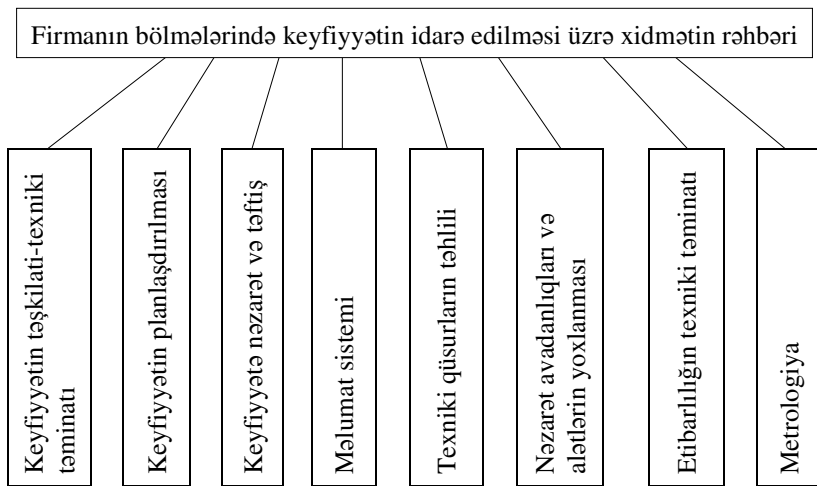 Firmanın bölmələrində keyfiyyətin idarə edilməsi üzrə xidmətin rəhbəri
Keyfiyyətin təşkilati-texniki
təminatı
Keyfiyyətin planlaşdırılması
Keyfiyyətə nəzarət və təftiş
Məlumat sistemi
Texniki qüsurların təhlili
Nəzarət avadanlıqları və
alətlərin yoxlanması
Etibarlılığın texniki təminatı
Metrologiya